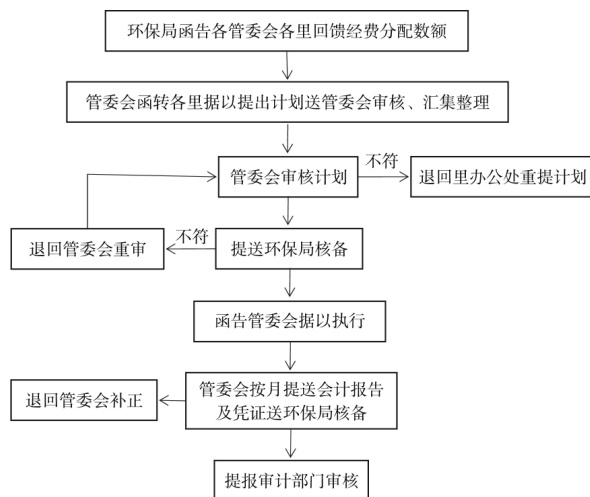 环保局函告各管委会各里回馈经费分配数额
管委会函转各里据以提出计划送管委会审核、汇集整理
管委会审核计划
不符
退回里办公处重提计划
退回管委会重审
不符
提送环保局核备
函告管委会据以执行
退回管委会补正
管委会按月提送会计报告
及凭证送环保局核备
提报审计部门审核